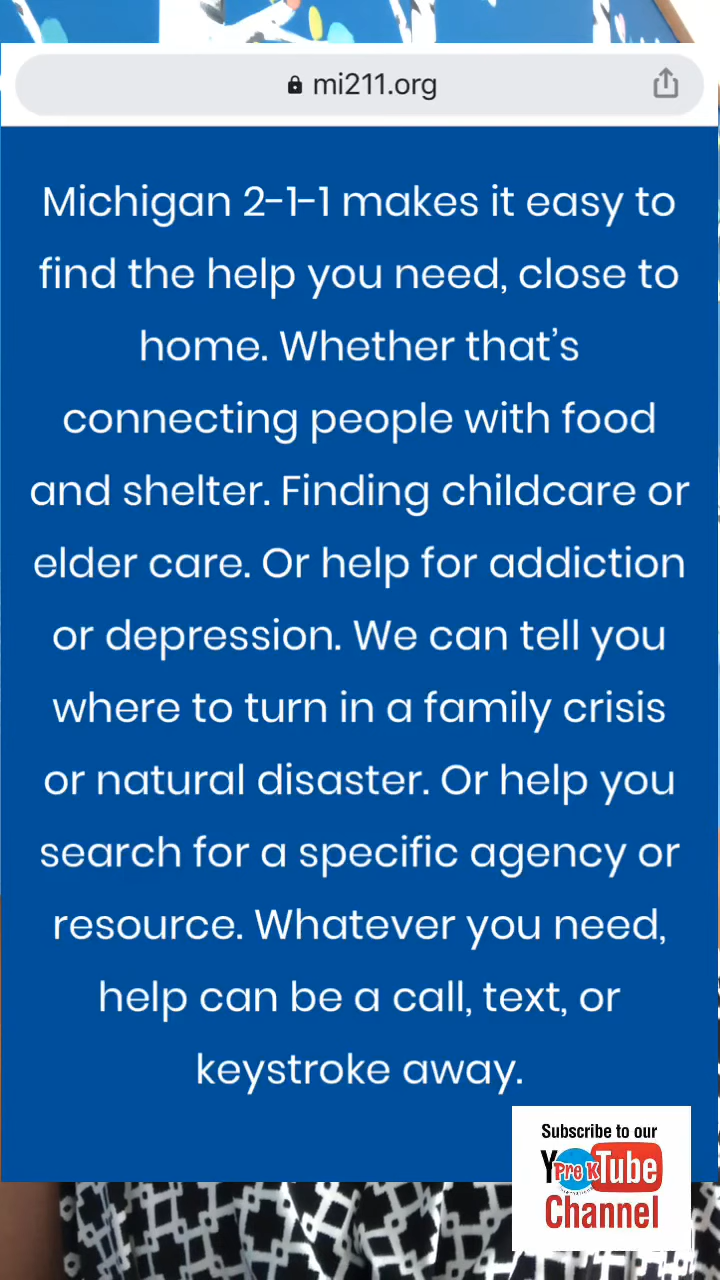 mi211.org
Michigan 2-1-1 makes it easy to
find the help you need, close to
home. Whether that's
connecting people with food
and shelter. Finding childcare or
elder care. Or help for addiction
or depression. We can tell you
where to turn in a family crisis
or natural disaster. Or help you
search for a specific agency or
resource. Whatever you need,
help can be a call, text, or
keystroke away.
Subscribe to our
Y Pre K Tube
Channel